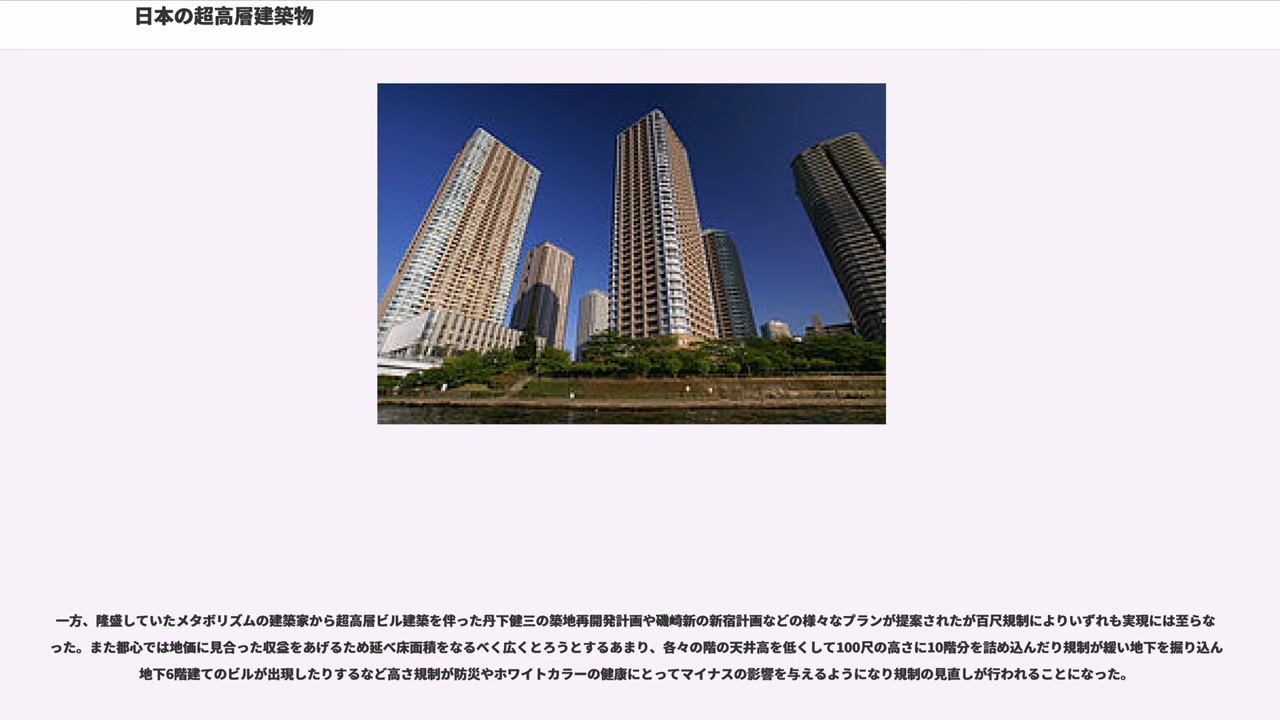 日本の超高層建築物
一方、隆盛していたメタボリズムの建築家から超高層ビル建築を伴った丹下健三の築地再開発計画や磯崎新の新宿計画などの様々なプランが提案されたが百尺規制によりいずれも実現には至らな
った。また都心では地価に見合った収益をあげるため延べ床面積をなるべく広くとろうとするあまり、各々の階の天井高を低くして100尺の高さに10階分を詰め込んだり規制が緩い地下を掘り込ん
地下6階建てのビルが出現したりするなど高さ規制が防災やホワイトカラーの健康にとってマイナスの影響を与えるようになり規制の見直しが行われることになった。